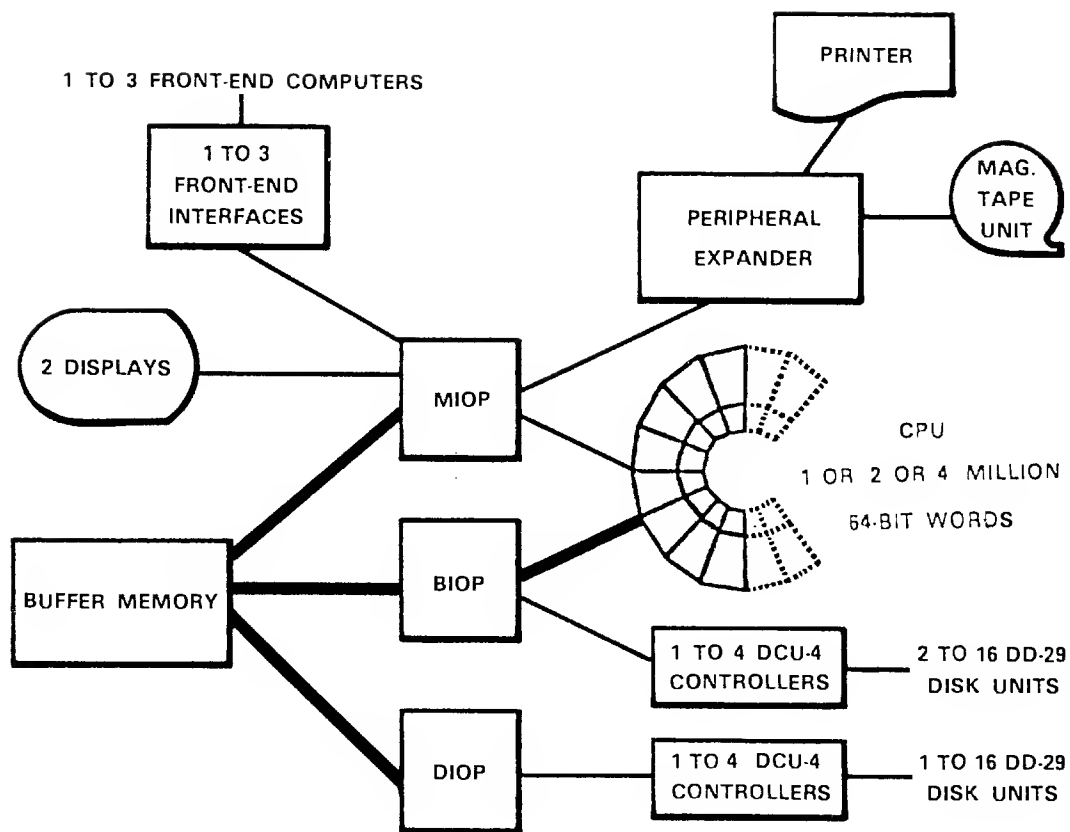 PRINTER
1 TO 3 FRONT-END COMPUTERS
1 TO 3
FRONT-END
INTERFACES
MAG.
TAPE
UNIT
PERIPHERAL
EXPANDER
2 DISPLAYS
MIOP
CPU
1 OR 2 OR 4 MILLION
64-BIT WORDS
BUFFER MEMORY
BIOP
1 TO 4 DCU-4
CONTROLLERS
2 TO 16 DD-29
DISK UNITS
DIOP
1 TO 4 DCU-4
CONTROLLERS
1 TO 16 DD-29
DISK UNITS